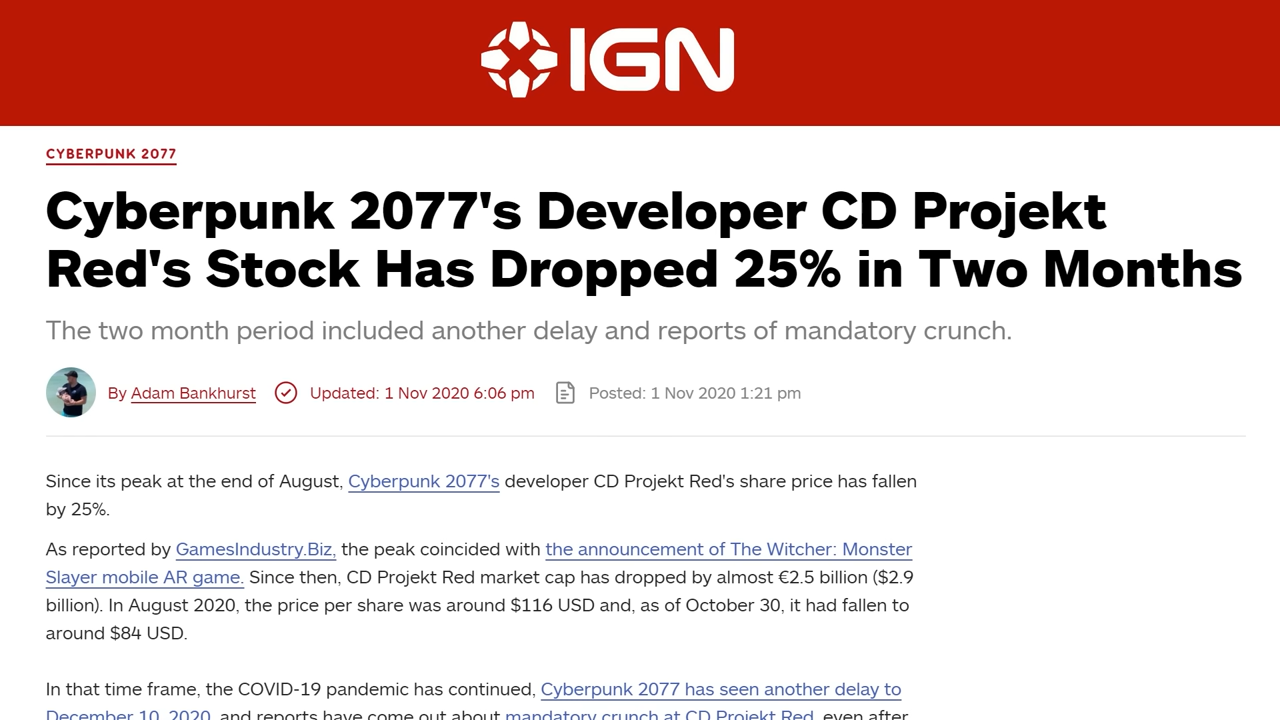 IGN
CYBERPUNK 2077
Cyberpunk 2077's Developer CD Projekt
Red's Stock Has Dropped 25% in Two Months
The two month period included another delay and reports of mandatory crunch.
By Adam Bankhurst Updated: 1 Nov 2020 6:06 pm Posted: 1 Nov 2020 1:21 pm
Since its peak at the end of August, Cyberpunk 2077's developer CD Projekt Red's share price has fallen
by 25%.
As reported by GamesIndustry.Biz, the peak coincided with the announcement of The Witcher: Monster
Slayer mobile AR game. Since then, CD Projekt Red market cap has dropped by almost €2.5 billion ($2.9
billion). In August 2020, the price per share was around $116 USD and, as of October 30, it had fallen to
around $84 USD.
In that time frame, the COVID-19 pandemic has continued, Cyberpunk 2077 has seen another delay to
December 10, 2020, and reports have come out about mandatory crunch at CD Projekt Red, even after